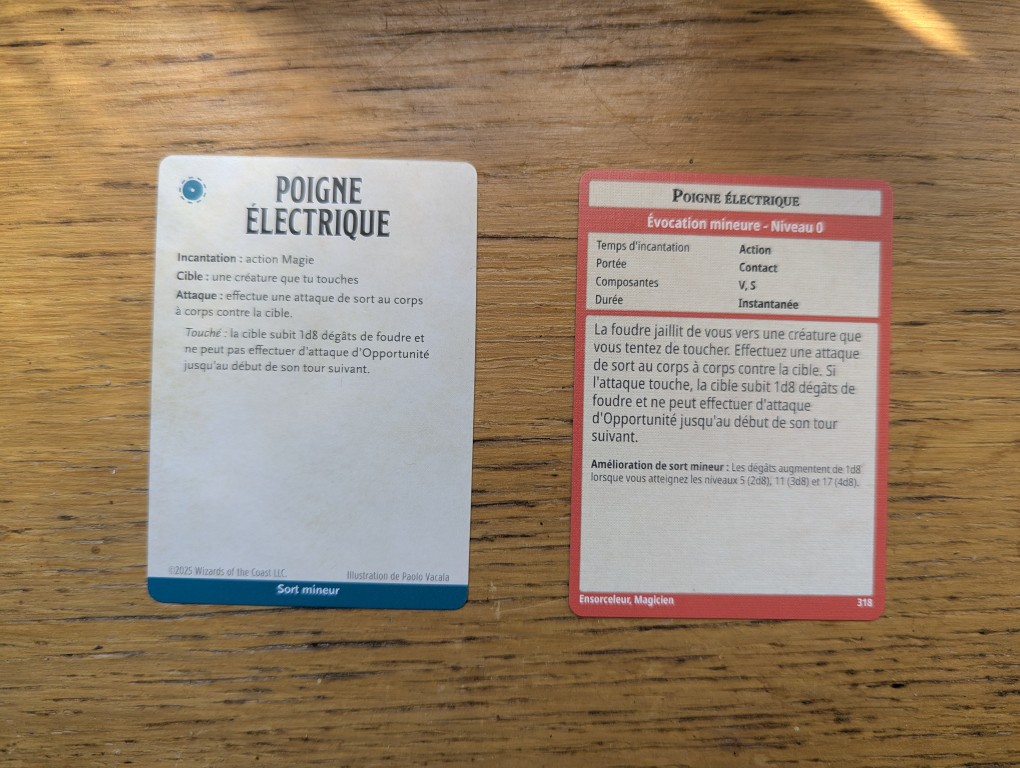 POIGNE
ÉLECTRIQUE
Incantation : action Magie
Cible : une créature que tu touches
Attaque : effectue une attaque de sort au corps
à corps contre la cible.
Touché : la cible subit 1d8 dégâts de foudre et
ne peut pas effectuer d'attaque d'Opportunité
jusqu'au début de son tour suivant.
©2025 Wizards of the Coast LLC.
Illustration de Paolo Vacala
Sort mineur
POIGNE ÉLECTRIQUE
Évocation mineure - Niveau 0
Temps d'incantation Action
Portée Contact
Composantes V, S
Durée Instantanée
La foudre jaillit de vous vers une créature que
vous tentez de toucher. Effectuez une attaque
de sort au corps à corps contre la cible. Si
l'attaque touche, la cible subit 1d8 dégâts de
foudre et ne peut effectuer d'attaque
d'Opportunité jusqu'au début de son tour
suivant.
Amélioration de sort mineur : Les dégâts augmentent de 1d8
lorsque vous atteignez les niveaux 5 (2d8), 11 (3d8) et 17 (4d8).
Ensorceleur, Magicien 318